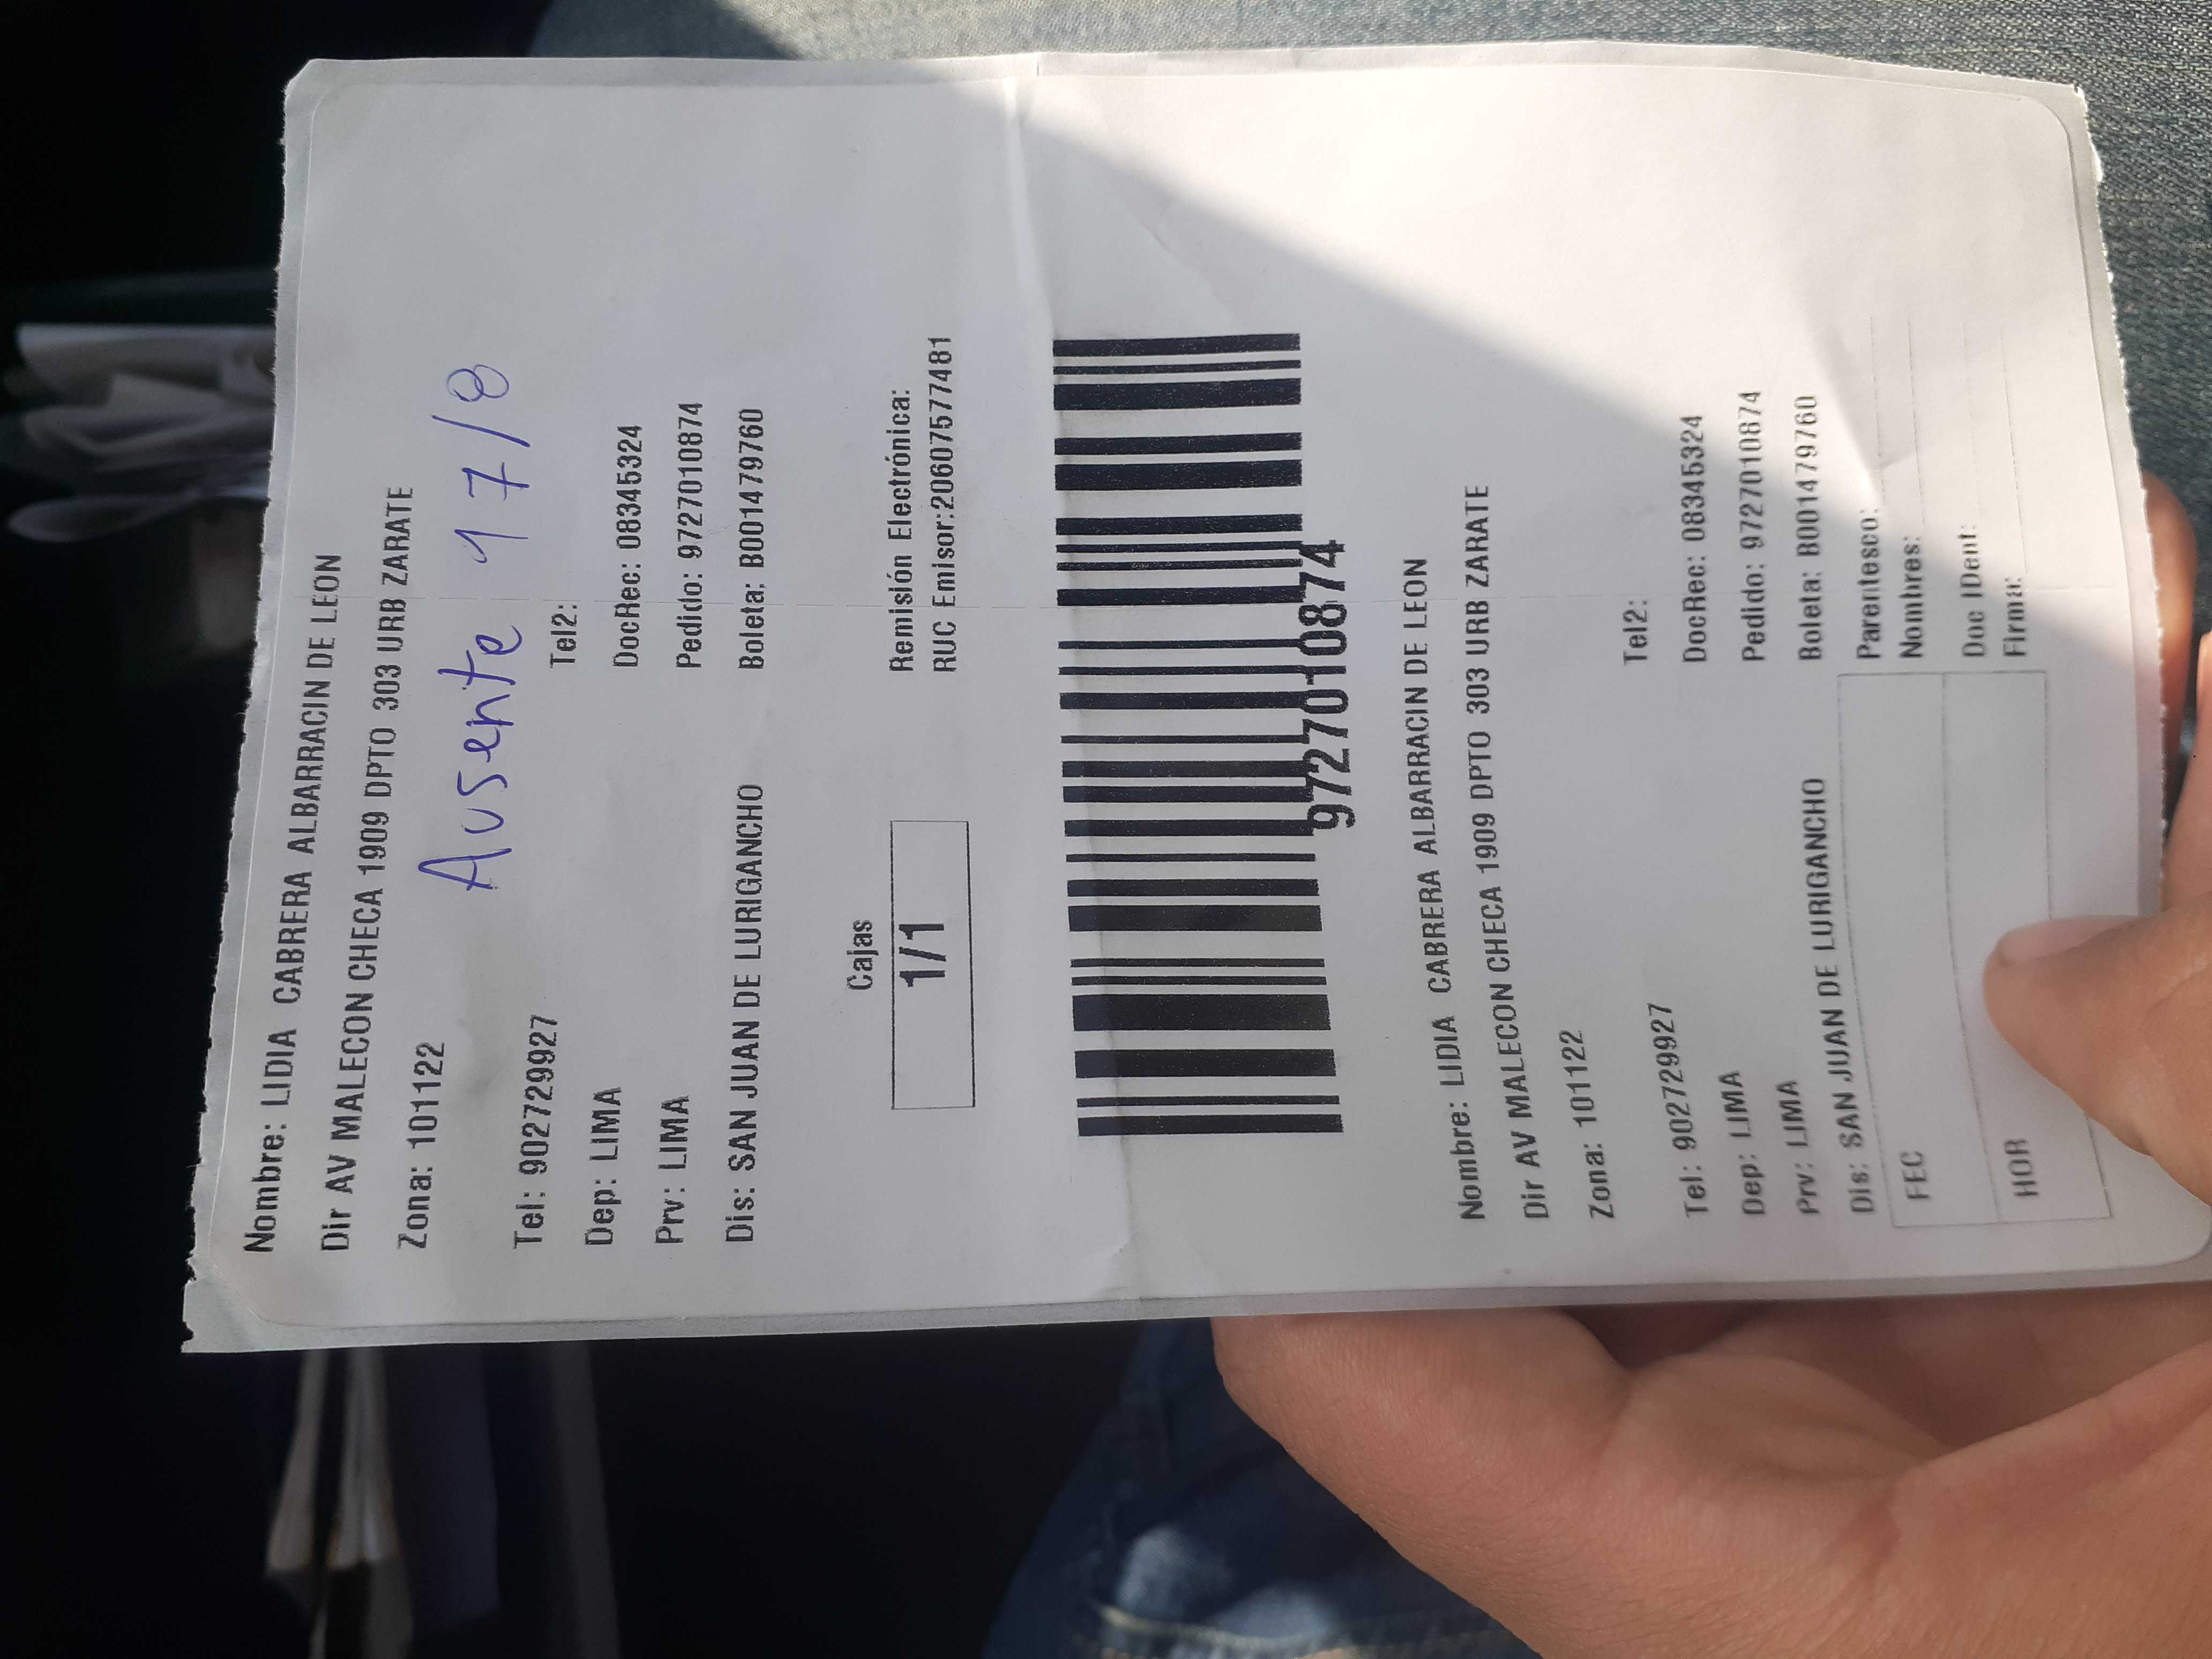 Nombre: LIDIA CABRERA ALBARRACIN DE LEON
Dir AV MALECON CHECA 1909 DPTO 303 URB ZARATE
Zona: 101122
Ausente 17/8
Tel: 902729927 Tel2:
Dep: LIMA DocRec: 08345324
Prv: LIMA Pedido: 9727010874
Dis: SAN JUAN DE LURIGANCHO Boleta: B001479760
Cajas
1/1
Remisión Electrónica:
RUC Emisor:20607577481
9727010874
Nombre: LIDIA CABRERA ALBARRACIN DE LEON
Dir AV MALECON CHECA 1909 DPTO 303 URB ZARATE
Zona: 101122
Tel: 902729927 Tel2:
Dep: LIMA DocRec: 08345324
Prv: LIMA Pedido: 9727010874
Dis: SAN JUAN DE LURIGANCHO Boleta: B001479760
FEC
HOR
Parentesco:
Nombres:
Doc IDent:
Firma: